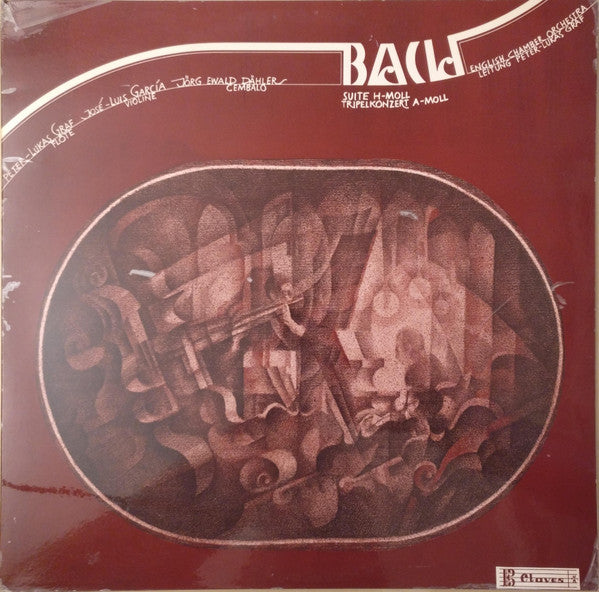 PETER-LUKAS GRAF
FLÖTE
JOSÉ-LUIS GARCÍA
VIOLINE
JÖRG EWALD DÄHLER
CEMBALO
BACH
SUITE H-MOLL
TRIPELKONZERT A-MOLL
ENGLISH CHAMBER ORCHESTRA
LEITUNG PETER-LUKAS GRAF
Claves